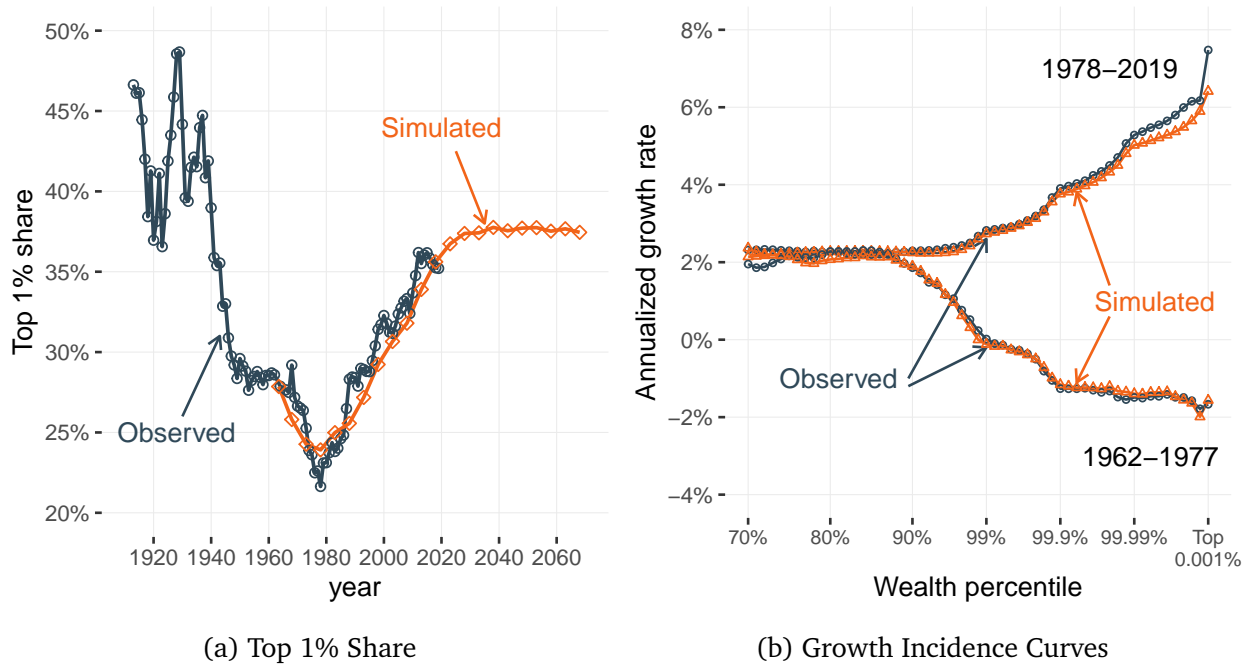 50%
45%
40%
35%
30%
25%
20%
Top 1% share
Simulated
Observed
1920 1940 1960 1980 2000 2020 2040 2060
year
(a) Top 1% Share
8%
6%
4%
2%
0%
−2%
−4%
Annualized growth rate
1978−2019
Simulated
Observed
1962−1977
70% 80% 90% 99% 99.9% 99.99% Top
0.001%
Wealth percentile
(b) Growth Incidence Curves